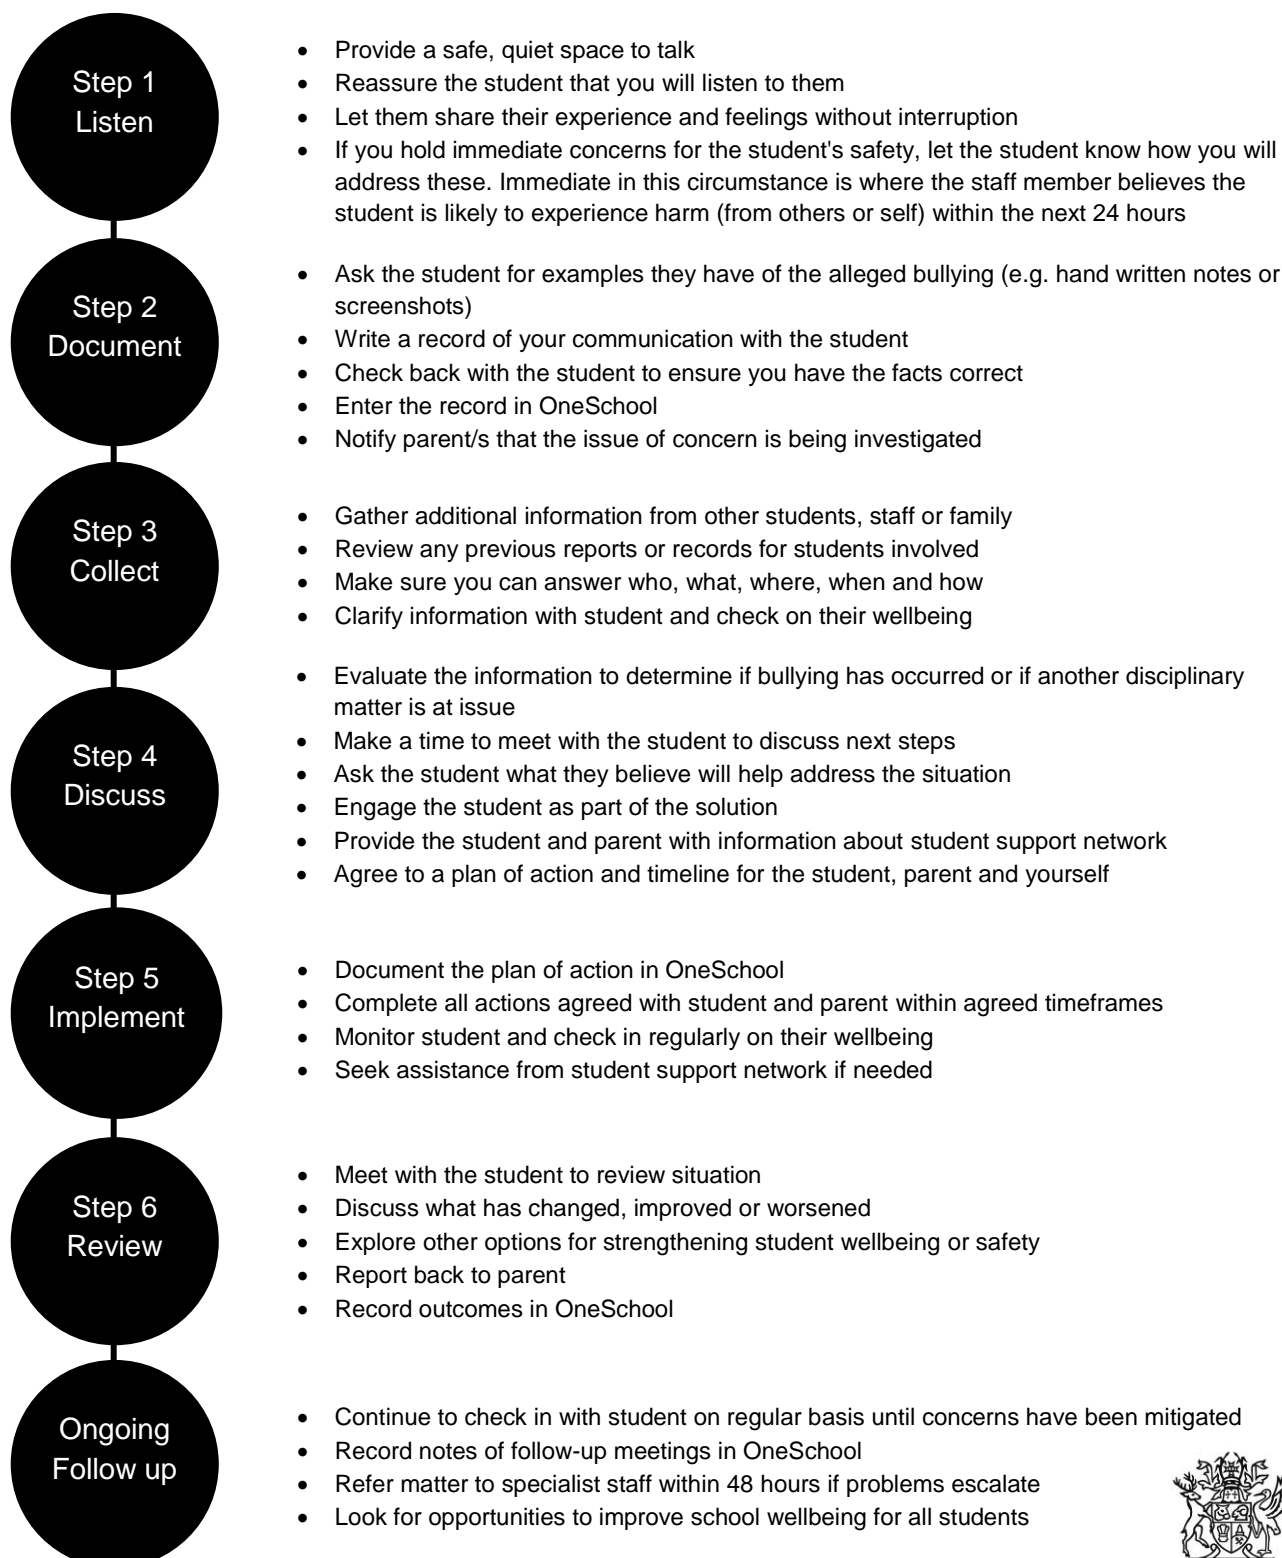 Step 1
Listen
• Provide a safe, quiet space to talk
• Reassure the student that you will listen to them
• Let them share their experience and feelings without interruption
• If you hold immediate concerns for the student's safety, let the student know how you will
address these. Immediate in this circumstance is where the staff member believes the
student is likely to experience harm (from others or self) within the next 24 hours
Step 2
Document
• Ask the student for examples they have of the alleged bullying (e.g. hand written notes or
screenshots)
• Write a record of your communication with the student
• Check back with the student to ensure you have the facts correct
• Enter the record in OneSchool
• Notify parent/s that the issue of concern is being investigated
Step 3
Collect
• Gather additional information from other students, staff or family
• Review any previous reports or records for students involved
• Make sure you can answer who, what, where, when and how
• Clarify information with student and check on their wellbeing
Step 4
Discuss
• Evaluate the information to determine if bullying has occurred or if another disciplinary
matter is at issue
• Make a time to meet with the student to discuss next steps
• Ask the student what they believe will help address the situation
• Engage the student as part of the solution
• Provide the student and parent with information about student support network
• Agree to a plan of action and timeline for the student, parent and yourself
Step 5
Implement
• Document the plan of action in OneSchool
• Complete all actions agreed with student and parent within agreed timeframes
• Monitor student and check in regularly on their wellbeing
• Seek assistance from student support network if needed
Step 6
Review
• Meet with the student to review situation
• Discuss what has changed, improved or worsened
• Explore other options for strengthening student wellbeing or safety
• Report back to parent
• Record outcomes in OneSchool
Ongoing
Follow up
• Continue to check in with student on regular basis until concerns have been mitigated
• Record notes of follow-up meetings in OneSchool
• Refer matter to specialist staff within 48 hours if problems escalate
• Look for opportunities to improve school wellbeing for all students